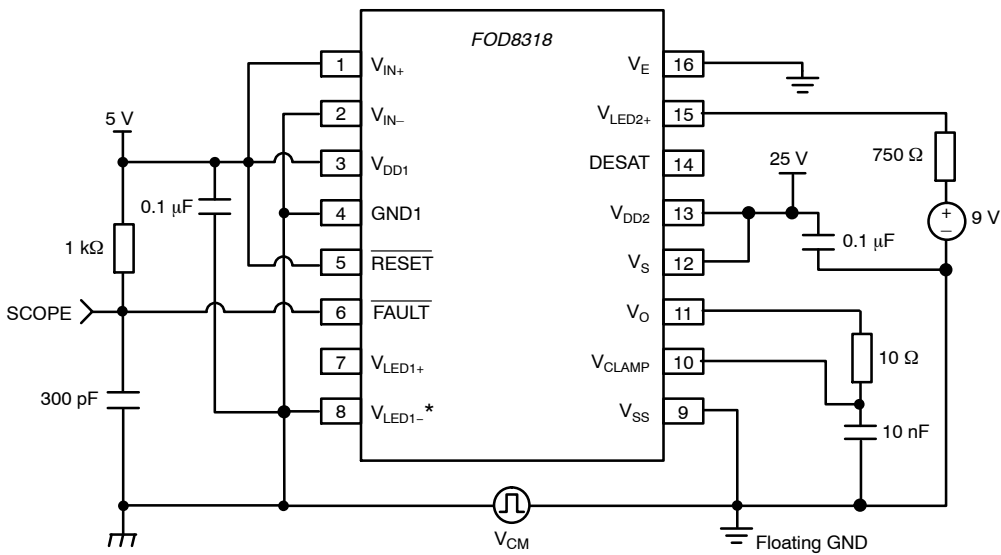 FOD8318
1 V_IN+
2 V_IN–
3 V_DD1
4 GND1
5 RESET
6 FAULT
7 V_LED1+
8 V_LED1–*
V_E 16
V_LED2+ 15
DESAT 14
V_DD2 13
V_S 12
V_O 11
V_CLAMP 10
V_SS 9
5 V
0.1 μF
1 kΩ
SCOPE
300 pF
25 V
750 Ω
+
–
9 V
0.1 μF
10 Ω
10 nF
V_CM
Floating GND